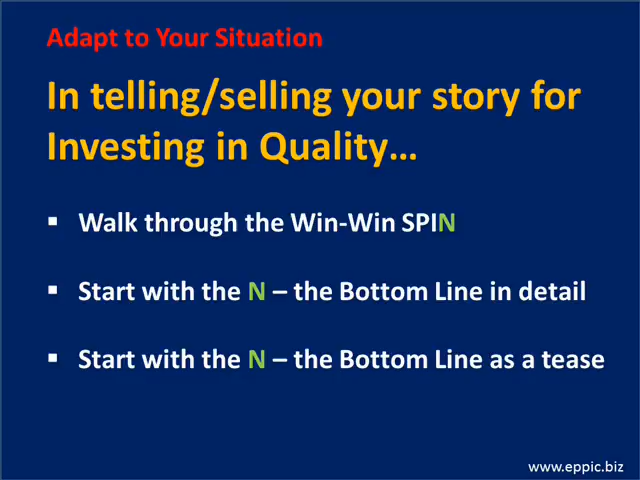 Adapt to Your Situation
In telling/selling your story for
Investing in Quality…
▪ Walk through the Win-Win SPIN
▪ Start with the N – the Bottom Line in detail
▪ Start with the N – the Bottom Line as a tease
www.eppic.biz